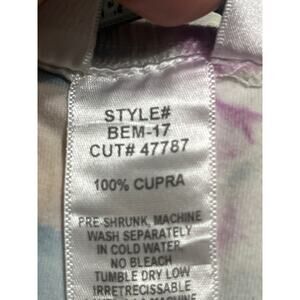 STYLE#
BEM-17
CUT# 47787
100% CUPRA
PRE-SHRUNK, MACHINE
WASH SEPARATELY
IN COLD WATER
NO BLEACH
TUMBLE DRY LOW
IRRETRECISSABLE
MACHINE